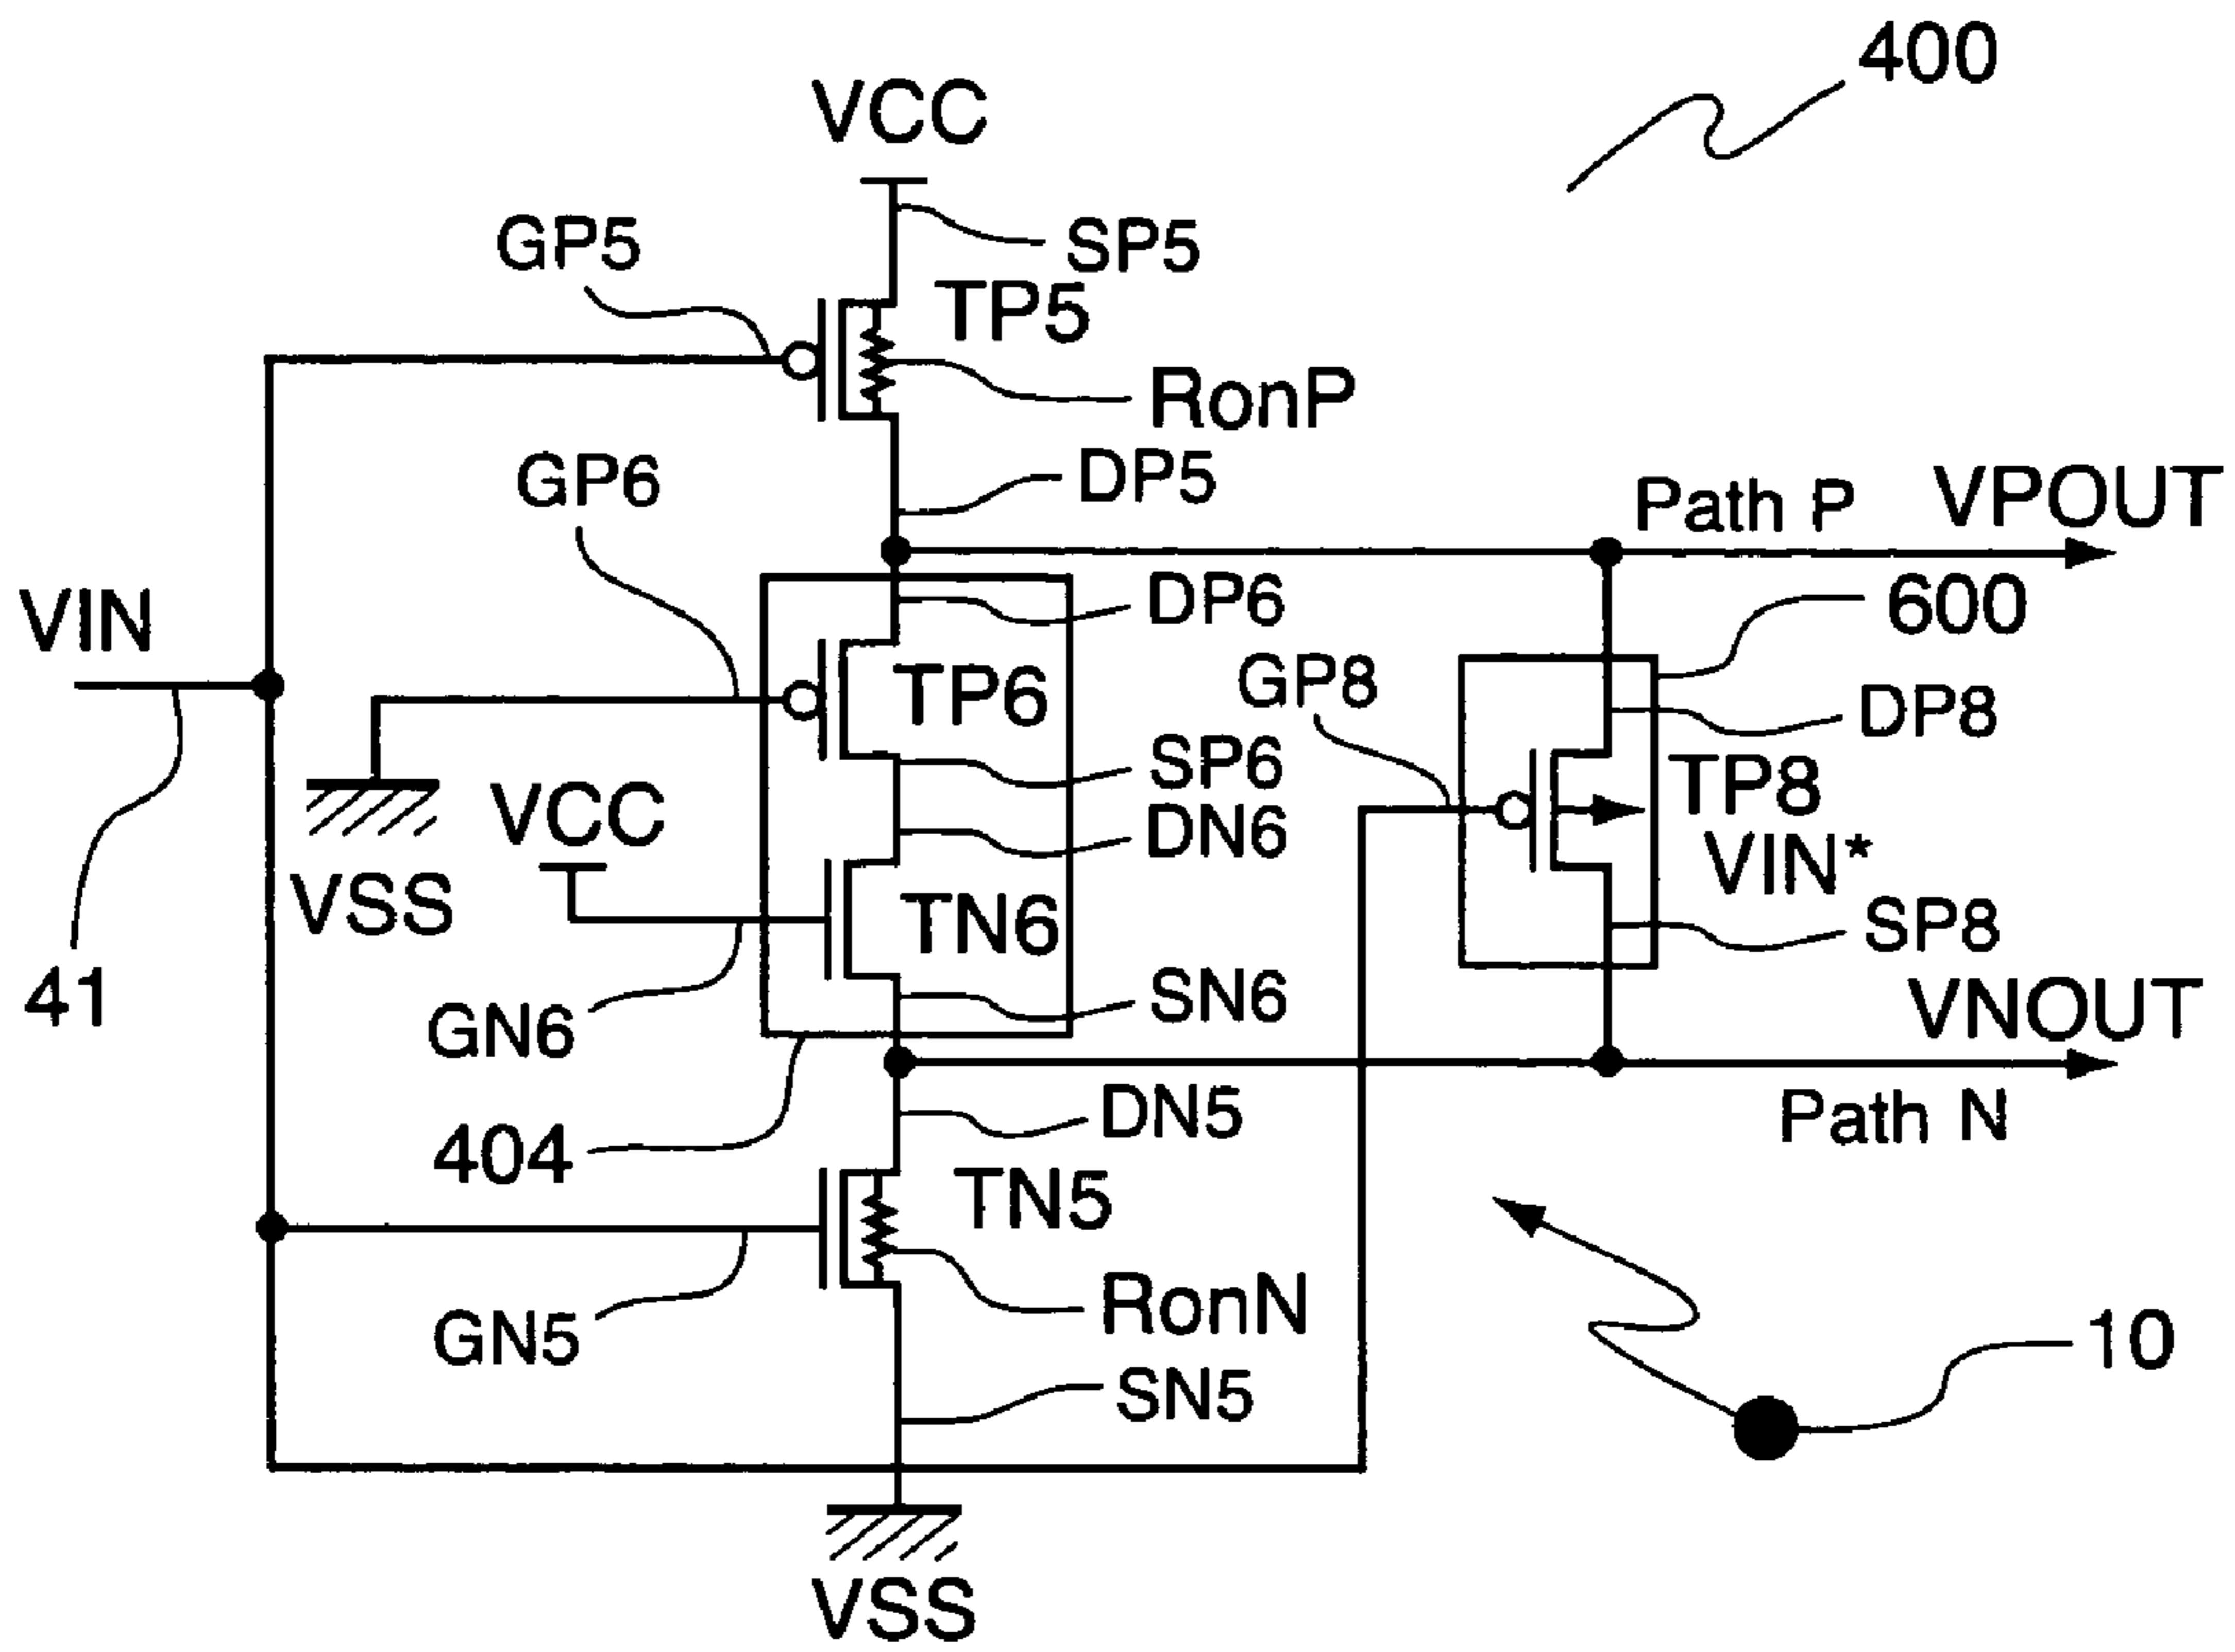 400
VCC
GP5
SP5
TP5
RonP
GP6
DP5
Path P
VPOUT
VIN
DP6
600
TP6
GP8
DP8
SP6
TP8
VCC
DN6
VIN*
VSS
TN6
SP8
41
SN6
VNOUT
GN6
DN5
Path N
404
TN5
GN5
RonN
10
SN5
VSS